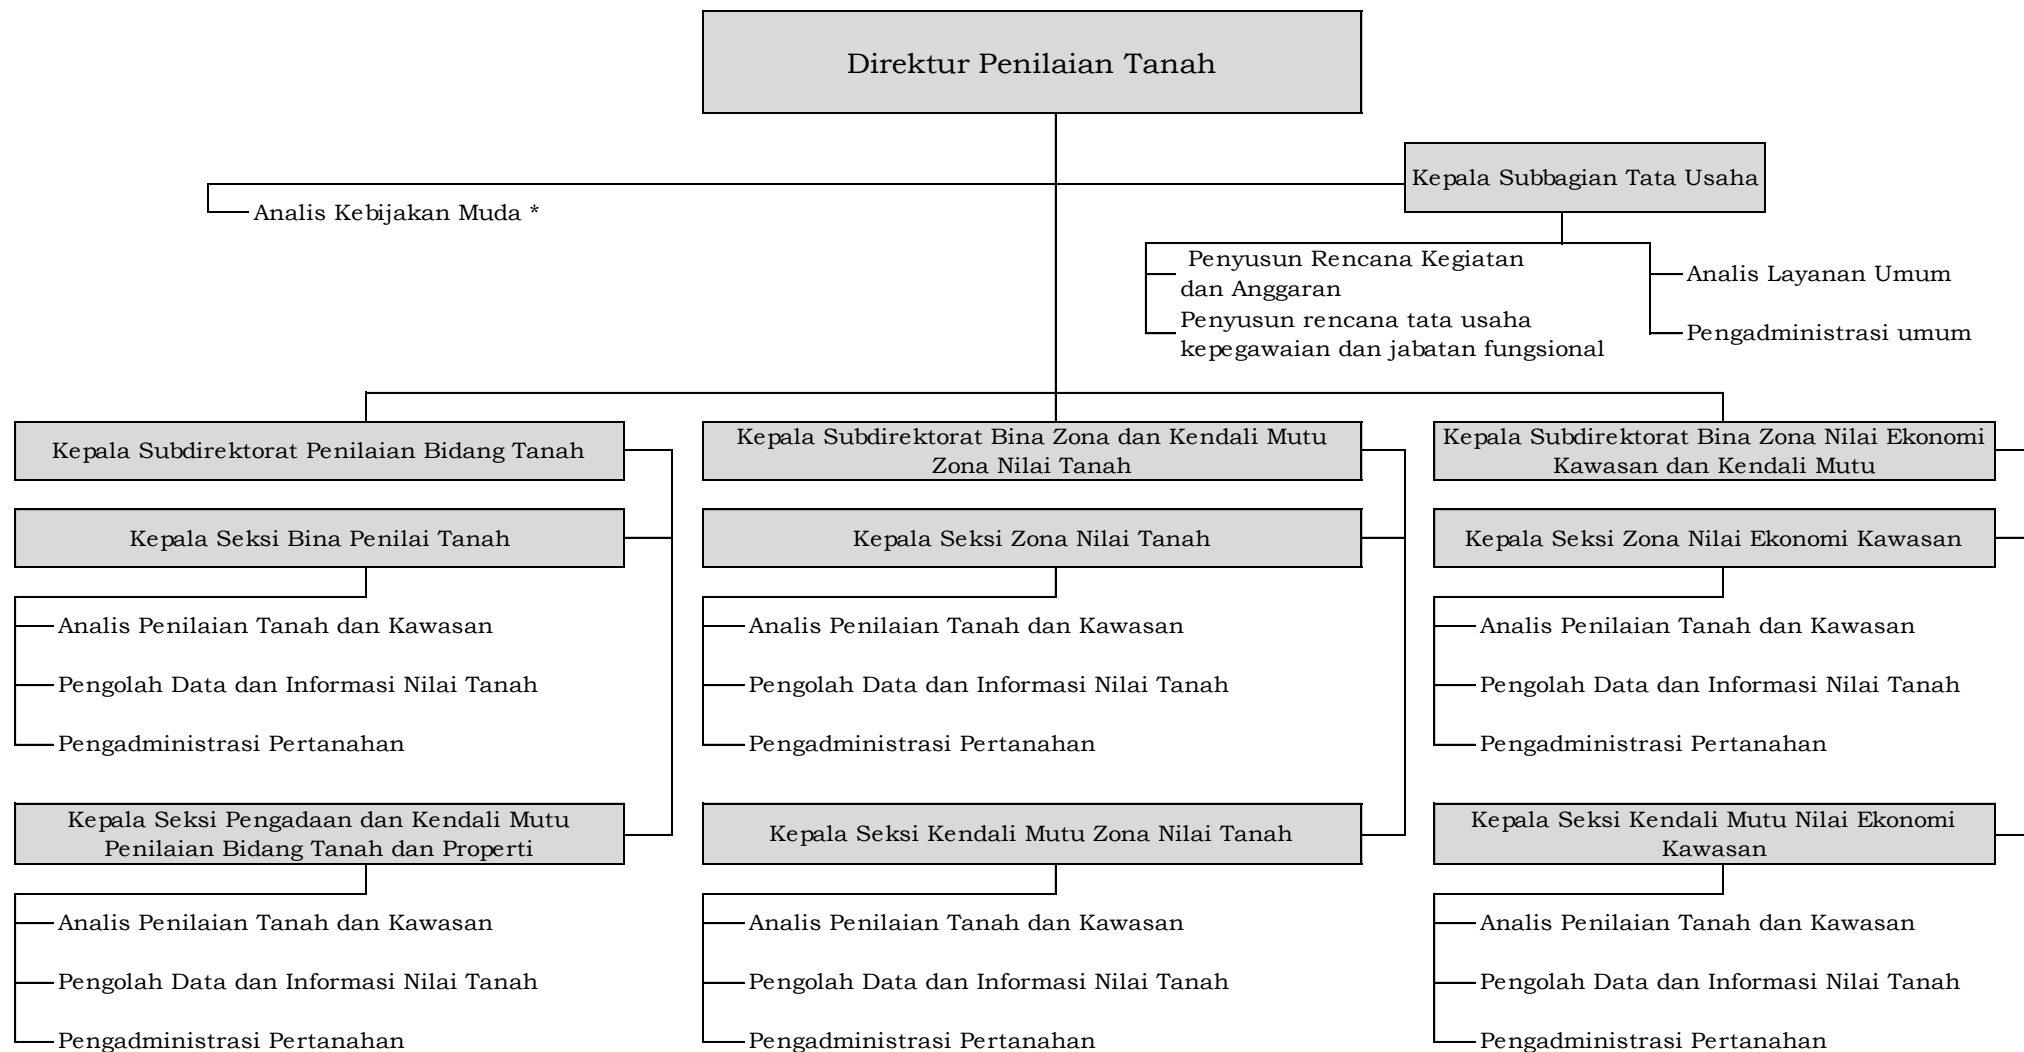 Direktur Penilaian Tanah
Kepala Subbagian Tata Usaha
Analis Kebijakan Muda *
Penyusun Rencana Kegiatan
dan Anggaran
Penyusun rencana tata usaha
kepegawaian dan jabatan fungsional
Analis Layanan Umum
Pengadministrasi umum
Kepala Subdirektorat Penilaian Bidang Tanah
Kepala Seksi Bina Penilai Tanah
Analis Penilaian Tanah dan Kawasan
Pengolah Data dan Informasi Nilai Tanah
Pengadministrasi Pertanahan
Kepala Seksi Pengadaan dan Kendali Mutu
Penilaian Bidang Tanah dan Properti
Analis Penilaian Tanah dan Kawasan
Pengolah Data dan Informasi Nilai Tanah
Pengadministrasi Pertanahan
Kepala Subdirektorat Bina Zona dan Kendali Mutu
Zona Nilai Tanah
Kepala Seksi Zona Nilai Tanah
Analis Penilaian Tanah dan Kawasan
Pengolah Data dan Informasi Nilai Tanah
Pengadministrasi Pertanahan
Kepala Seksi Kendali Mutu Zona Nilai Tanah
Analis Penilaian Tanah dan Kawasan
Pengolah Data dan Informasi Nilai Tanah
Pengadministrasi Pertanahan
Kepala Subdirektorat Bina Zona Nilai Ekonomi
Kawasan dan Kendali Mutu
Kepala Seksi Zona Nilai Ekonomi Kawasan
Analis Penilaian Tanah dan Kawasan
Pengolah Data dan Informasi Nilai Tanah
Pengadministrasi Pertanahan
Kepala Seksi Kendali Mutu Nilai Ekonomi
Kawasan
Analis Penilaian Tanah dan Kawasan
Pengolah Data dan Informasi Nilai Tanah
Pengadministrasi Pertanahan